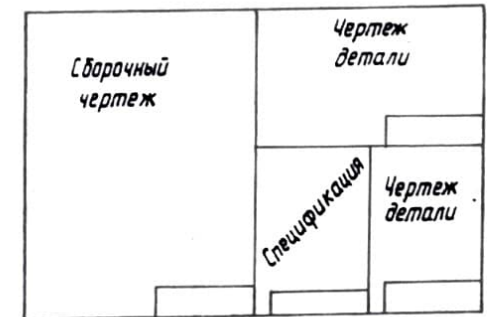 Сборочный
чертеж
Чертеж
детали
Спецификация
Чертеж
детали